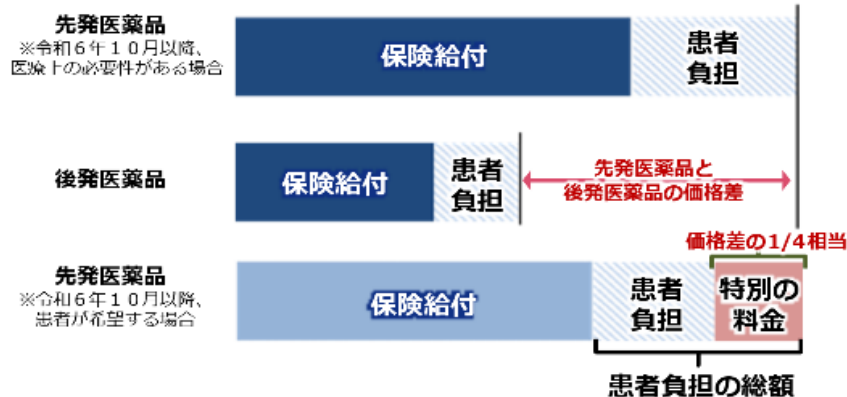 先発医薬品
※令和６年１０月以降、
医療上の必要性がある場合
保険給付
患者
負担
後発医薬品
保険給付
患者
負担
先発医薬品と
後発医薬品の価格差
価格差の1/4相当
先発医薬品
※令和６年１０月以降、
患者が希望する場合
保険給付
患者
負担
特別の
料金
患者負担の総額